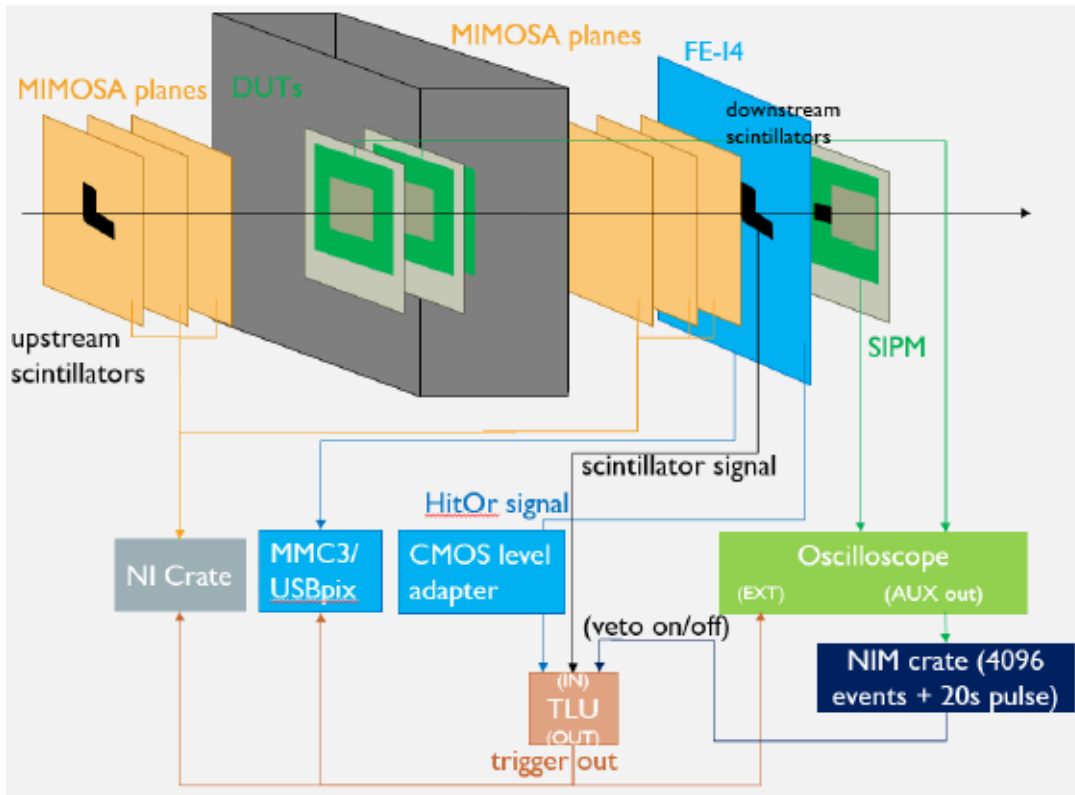 MIMOSA planes
FE-I4
MIMOSA planes
DUTs
downstream
scintillators
upstream
scintillators
SIPM
scintillator signal
HitOr signal
NI Crate
MMC3/
USBpix
CMOS level
adapter
Oscilloscope
(EXT)
(AUX out)
(veto on/off)
NIM crate (4096
events + 20s pulse)
(IN)
TLU
(OUT)
trigger out